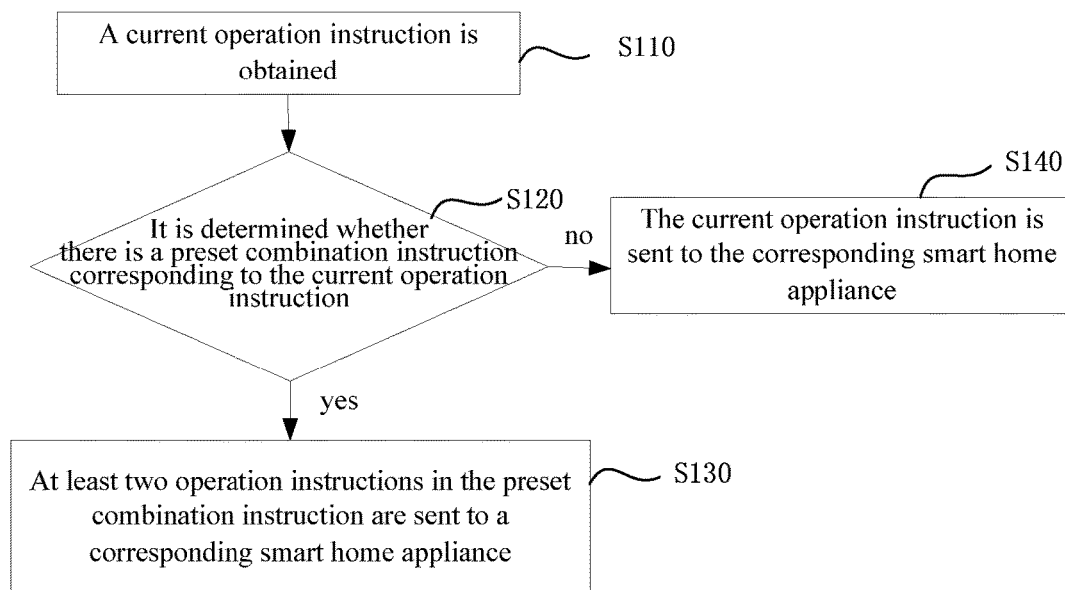 A current operation instruction is
obtained
S110
S140
S120
It is determined whether
there is a preset combination instruction
corresponding to the current operation
instruction
no
The current operation instruction is
sent to the corresponding smart home
appliance
yes
At least two operation instructions in the preset
combination instruction are sent to a
corresponding smart home appliance
S130